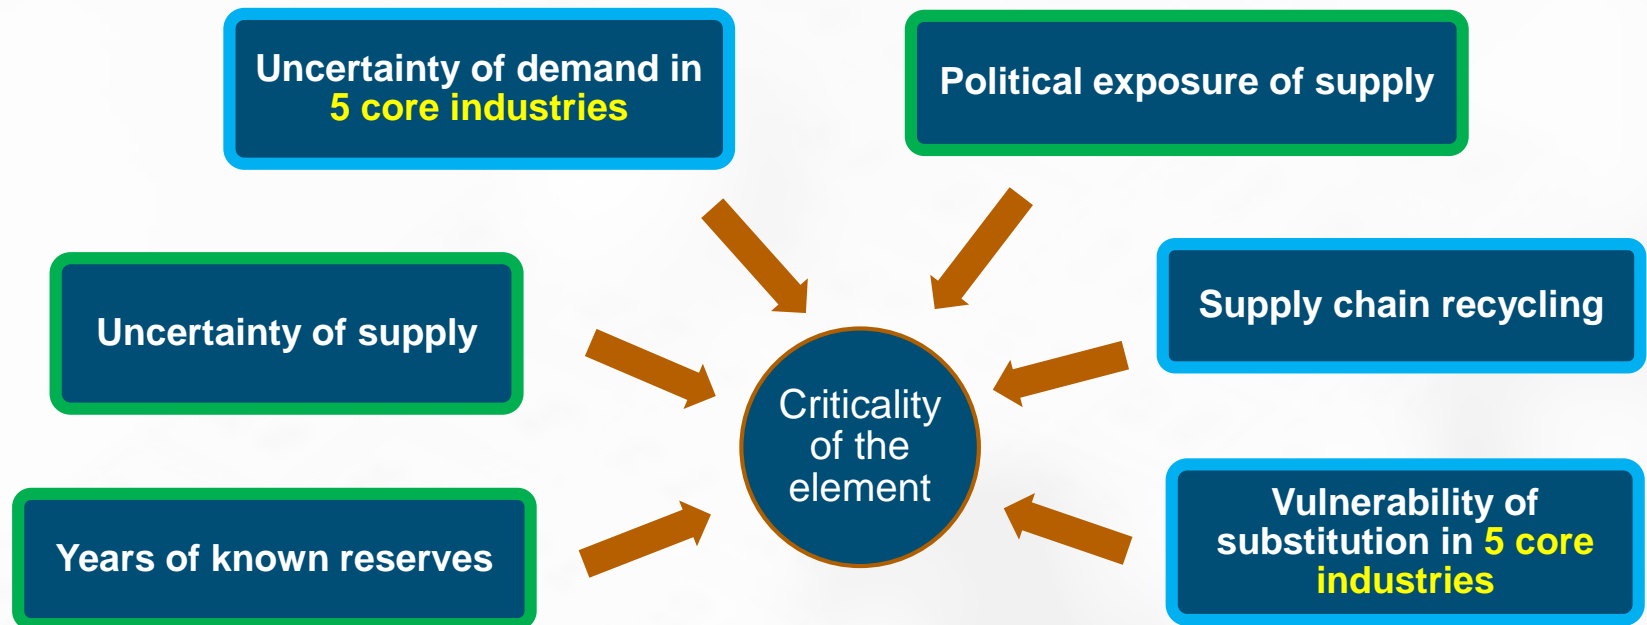 Uncertainty of demand in
5 core industries
Political exposure of supply
Uncertainty of supply
Supply chain recycling
Criticality
of the
element
Years of known reserves
Vulnerability of
substitution in 5 core
industries